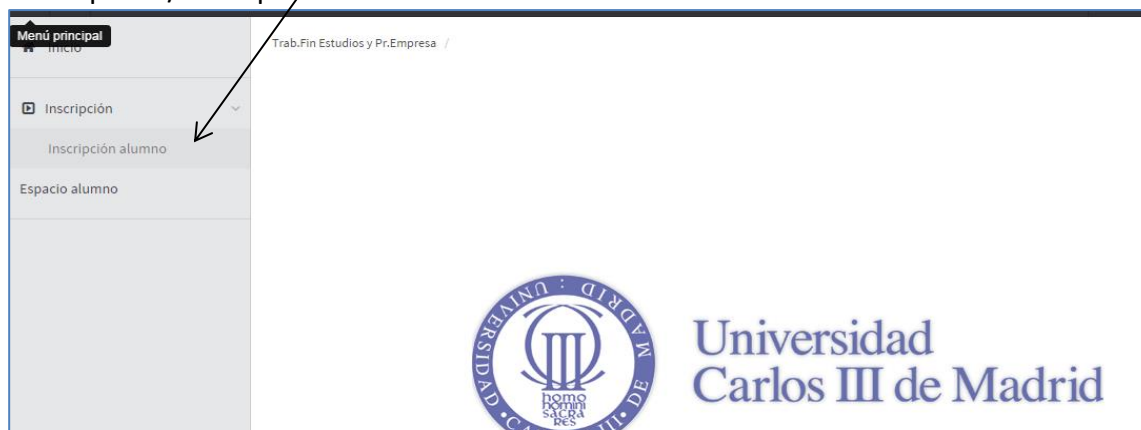 Menú principal
Inicio
Trab.Fin Estudios y Pr.Empresa /
Inscripción
Inscripción alumno
Espacio alumno
UNIVERSIDAD · CARLOS III · DE MADRID :
homo
homini
sacra
res
Universidad
Carlos III de Madrid